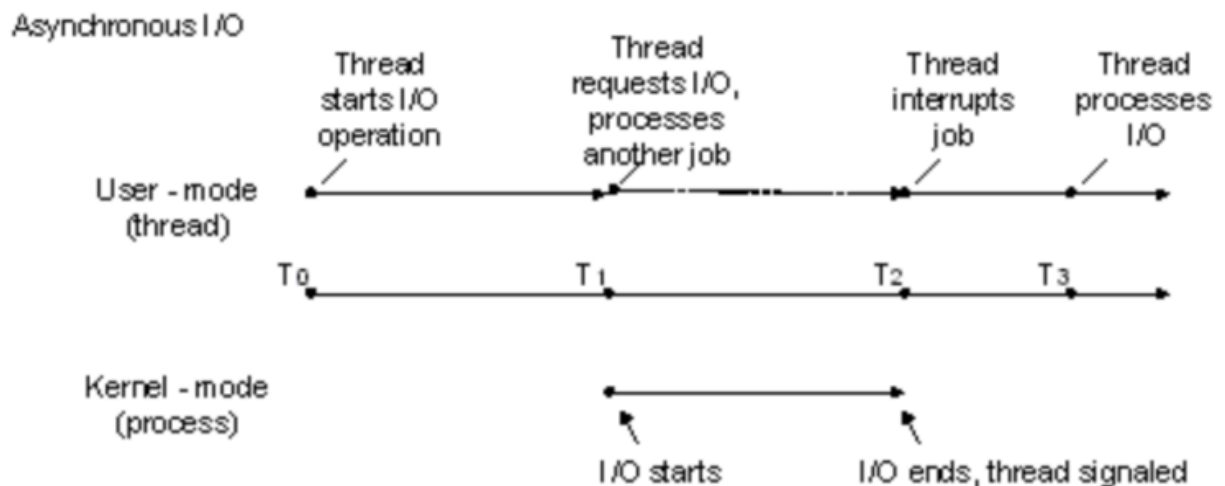 Asynchronous I/O
Thread
starts I/O
operation
Thread
requests I/O,
processes
another job
Thread
interrupts
job
Thread
processes
I/O
User - mode
(thread)
T0
T1
T2
T3
Kernel - mode
(process)
I/O starts
I/O ends, thread signaled